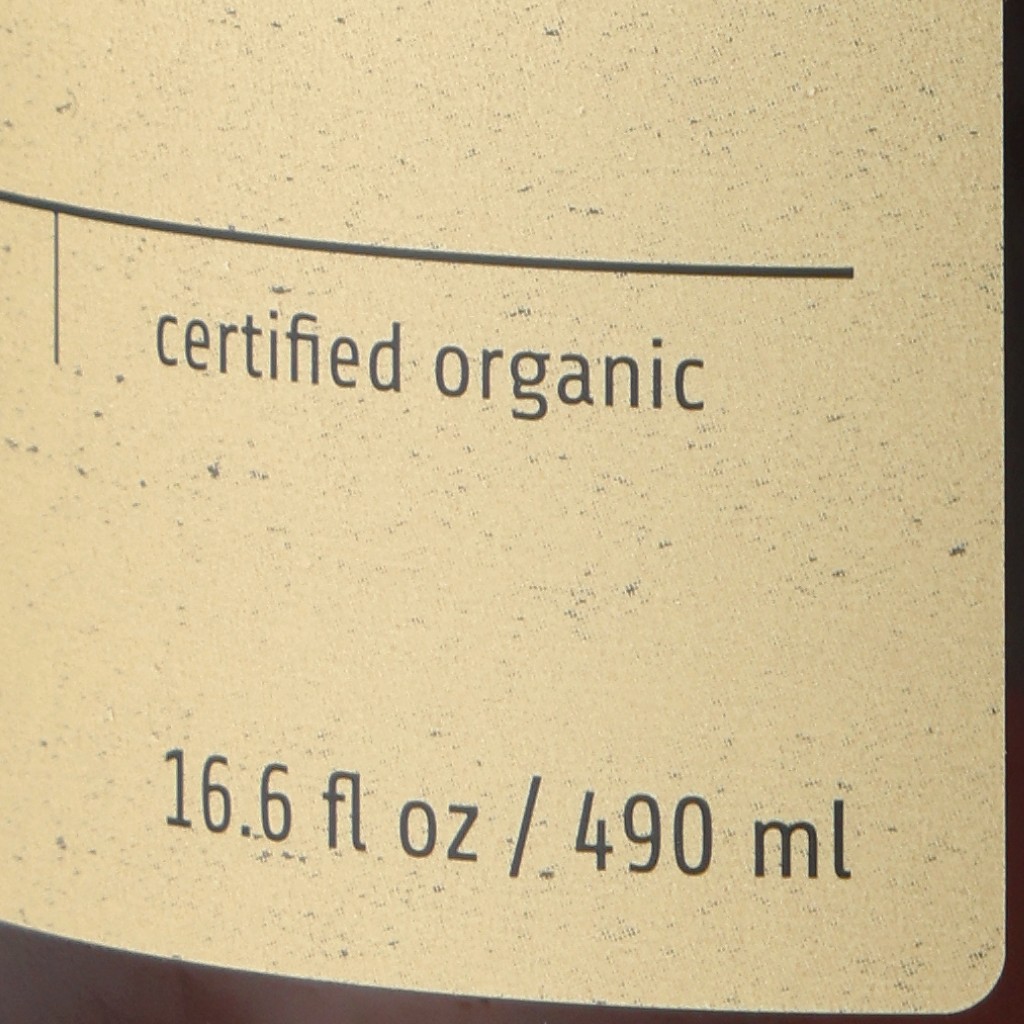 certified organic
16.6 fl oz / 490 ml